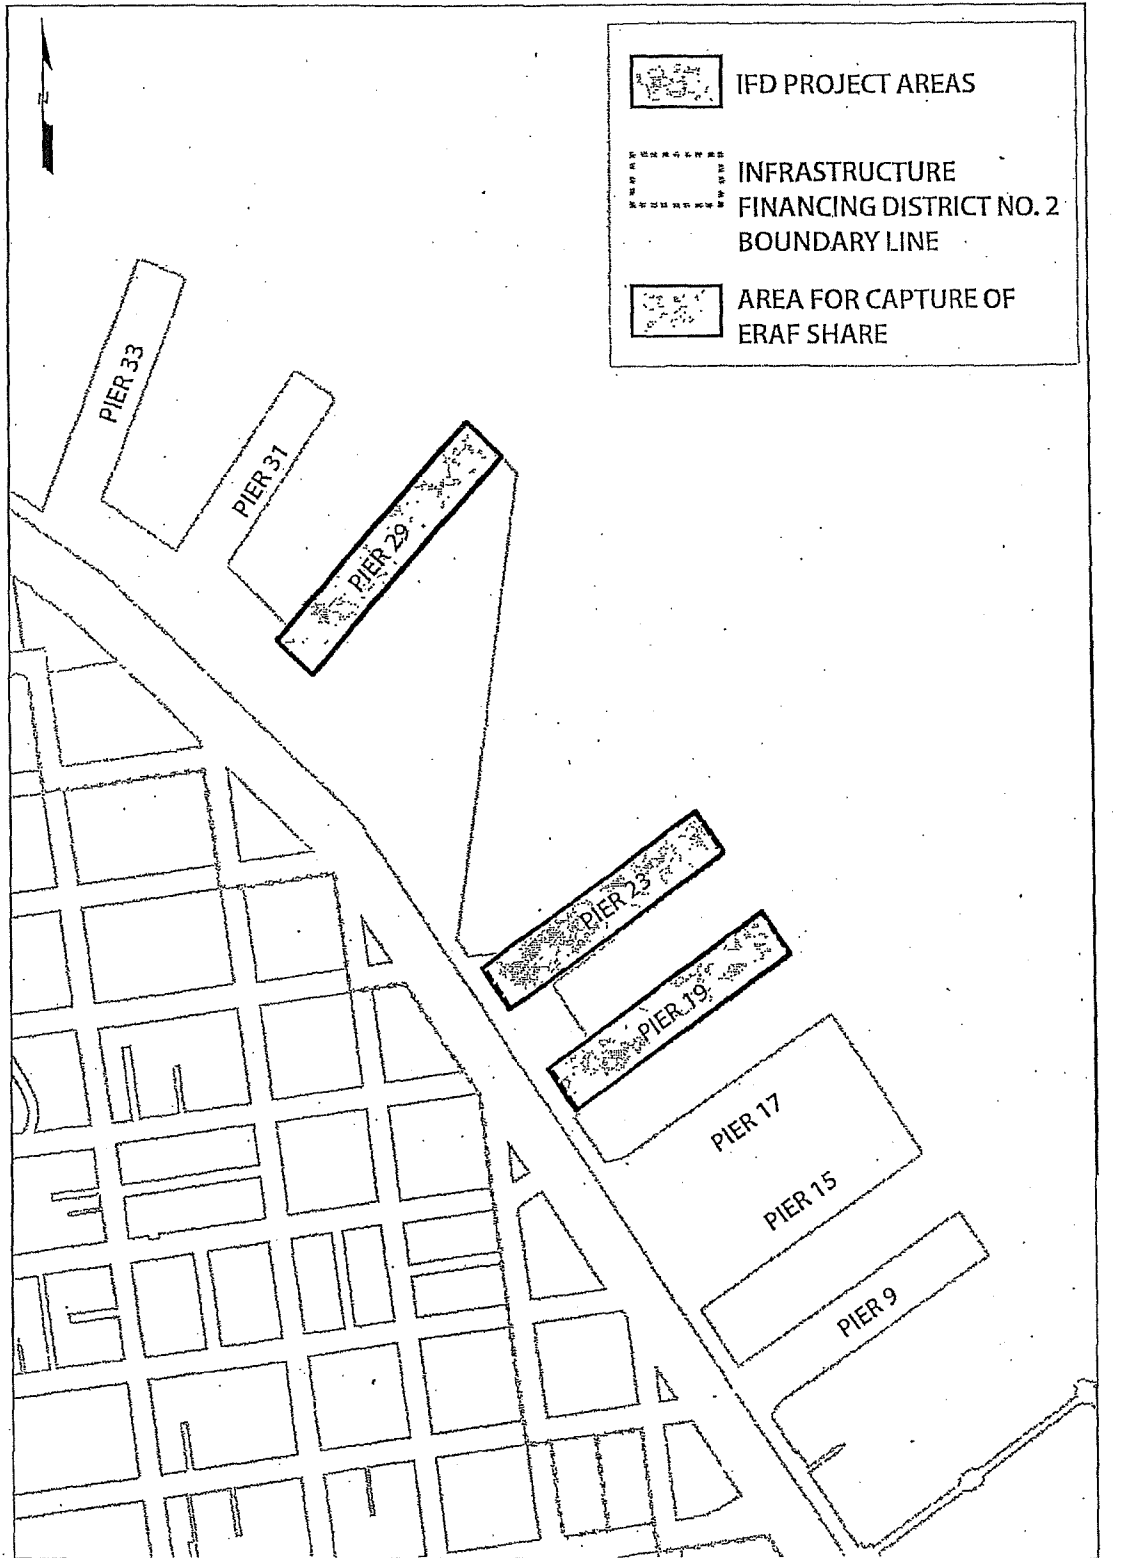 IFD PROJECT AREAS
INFRASTRUCTURE
FINANCING DISTRICT NO. 2
BOUNDARY LINE
AREA FOR CAPTURE OF
ERAF SHARE
PIER 33
PIER 31
PIER 29
PIER 23
PIER 19
PIER 17
PIER 15
PIER 9